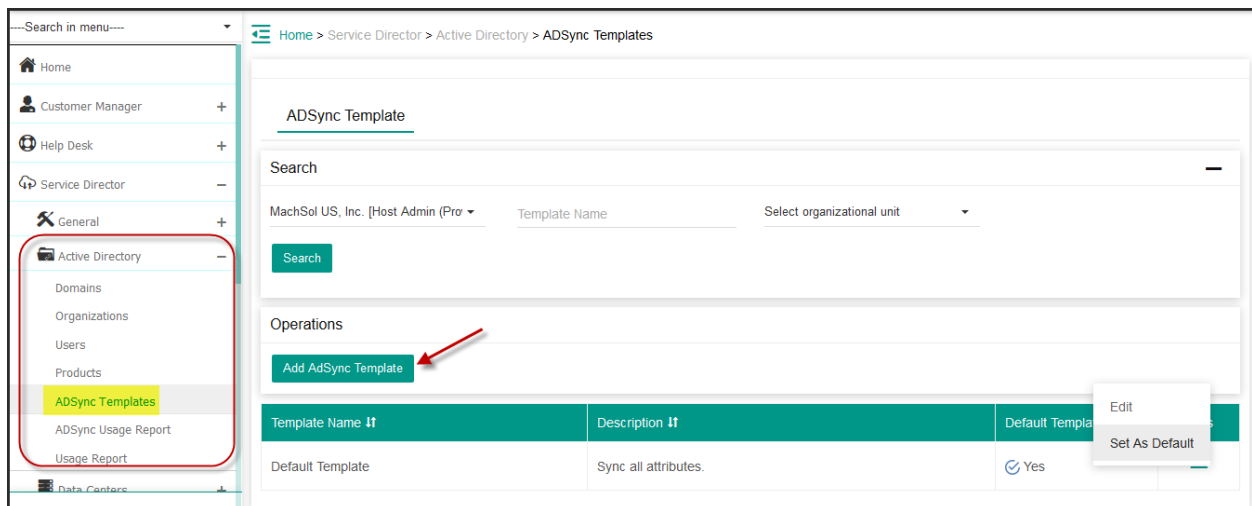 ----Search in menu----
Home > Service Director > Active Directory > ADSync Templates
Home
Customer Manager
Help Desk
Service Director
General
Active Directory
Domains
Organizations
Users
Products
ADSync Templates
ADSync Usage Report
Usage Report
Data Centers
ADSync Template
Search
MachSol US, Inc. [Host Admin (Pro
Template Name
Select organizational unit
Search
Operations
Add AdSync Template
Edit
Set As Default
Template Name
Description
Default Templa
s
Default Template
Sync all attributes.
Yes